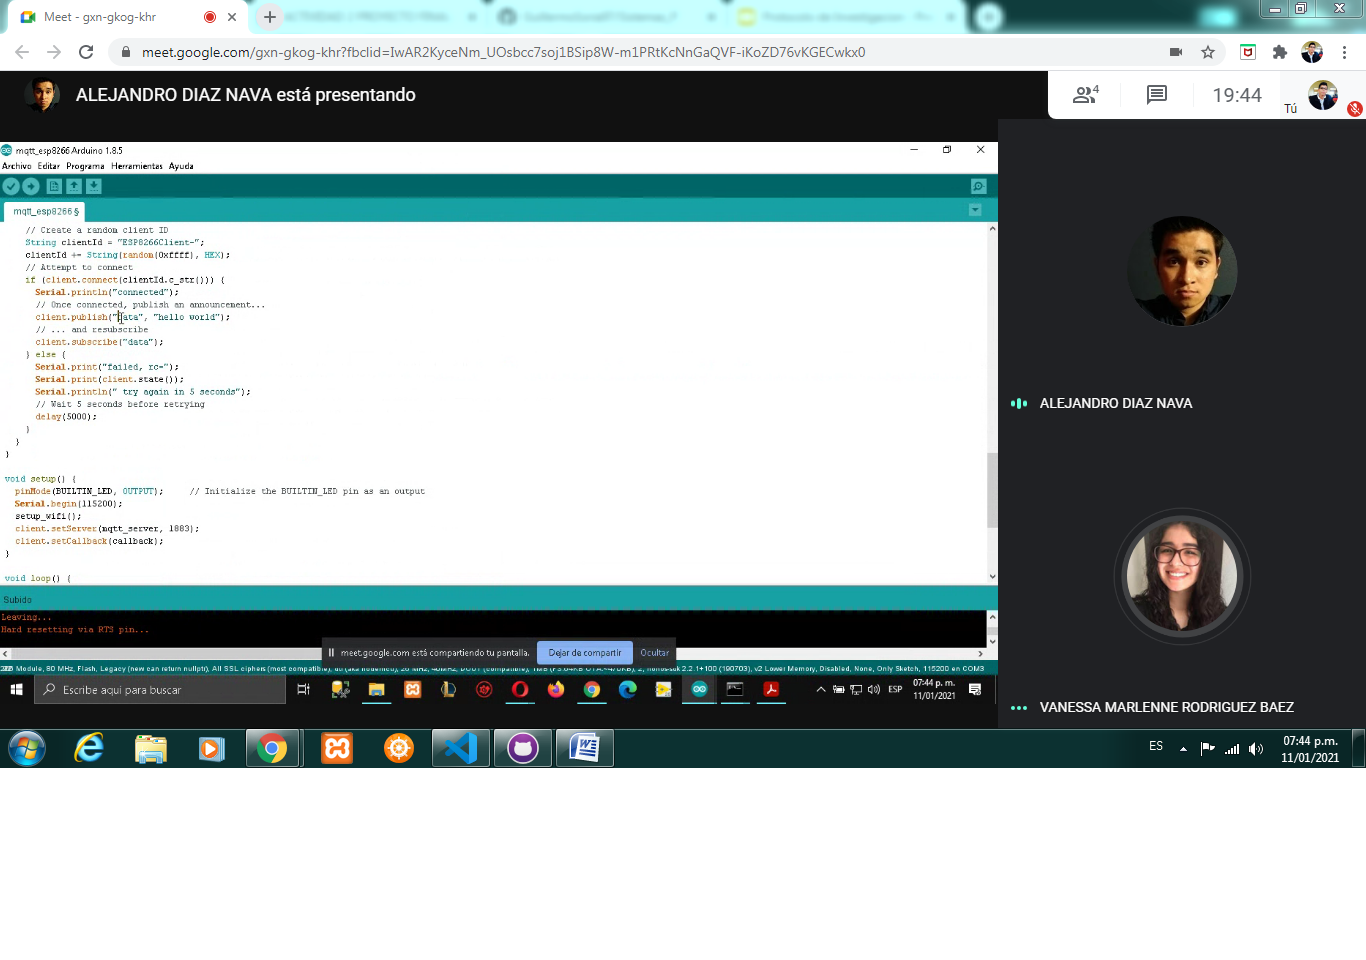 Meet - gxn-gkog-khr
meet.google.com/gxn-gkog-khr?fbclid=IwAR2KyceNm_UOsbcc7soj1BSip8W-m1PRtKcNnGaQVF-iKoZD76vKGECwkx0
ALEJANDRO DIAZ NAVA está presentando
4
19:44
Tú
mqtt_esp8266 Arduino 1.8.5
Archivo Editar Programa Herramientas Ayuda
mqtt_esp8266 §
// Create a random client ID
String clientId = "ESP8266Client-";
clientId += String(random(0xffff), HEX);
// Attempt to connect
if (client.connect(clientId.c_str())) {
Serial.println("connected");
// Once connected, publish an announcement...
client.publish("data", "hello world");
// ... and resubscribe
client.subscribe("data");
} else {
Serial.print("failed, rc=");
Serial.print(client.state());
Serial.println(" try again in 5 seconds");
// Wait 5 seconds before retrying
delay(5000);
}
}
}
void setup() {
pinMode(BUILTIN_LED, OUTPUT); // Initialize the BUILTIN_LED pin as an output
Serial.begin(115200);
setup_wifi();
client.setServer(mqtt_server, 1883);
client.setCallback(callback);
}
void loop() {
Subido
Leaving...
Hard resetting via RTS pin...
meet.google.com está compartiendo tu pantalla.
Dejar de compartir
Ocultar
Module, 80 MHz, Flash, Legacy (new can return nullptr), All SSL ciphers (most compatible), 2.2.1+100 (190703), v2 Lower Memory, Disabled, None, Only Sketch, 115200 en COM3
Escribe aquí para buscar
ESP
07:44 p. m.
11/01/2021
ALEJANDRO DIAZ NAVA
VANESSA MARLENNE RODRIGUEZ BAEZ
ES
07:44 p.m.
11/01/2021